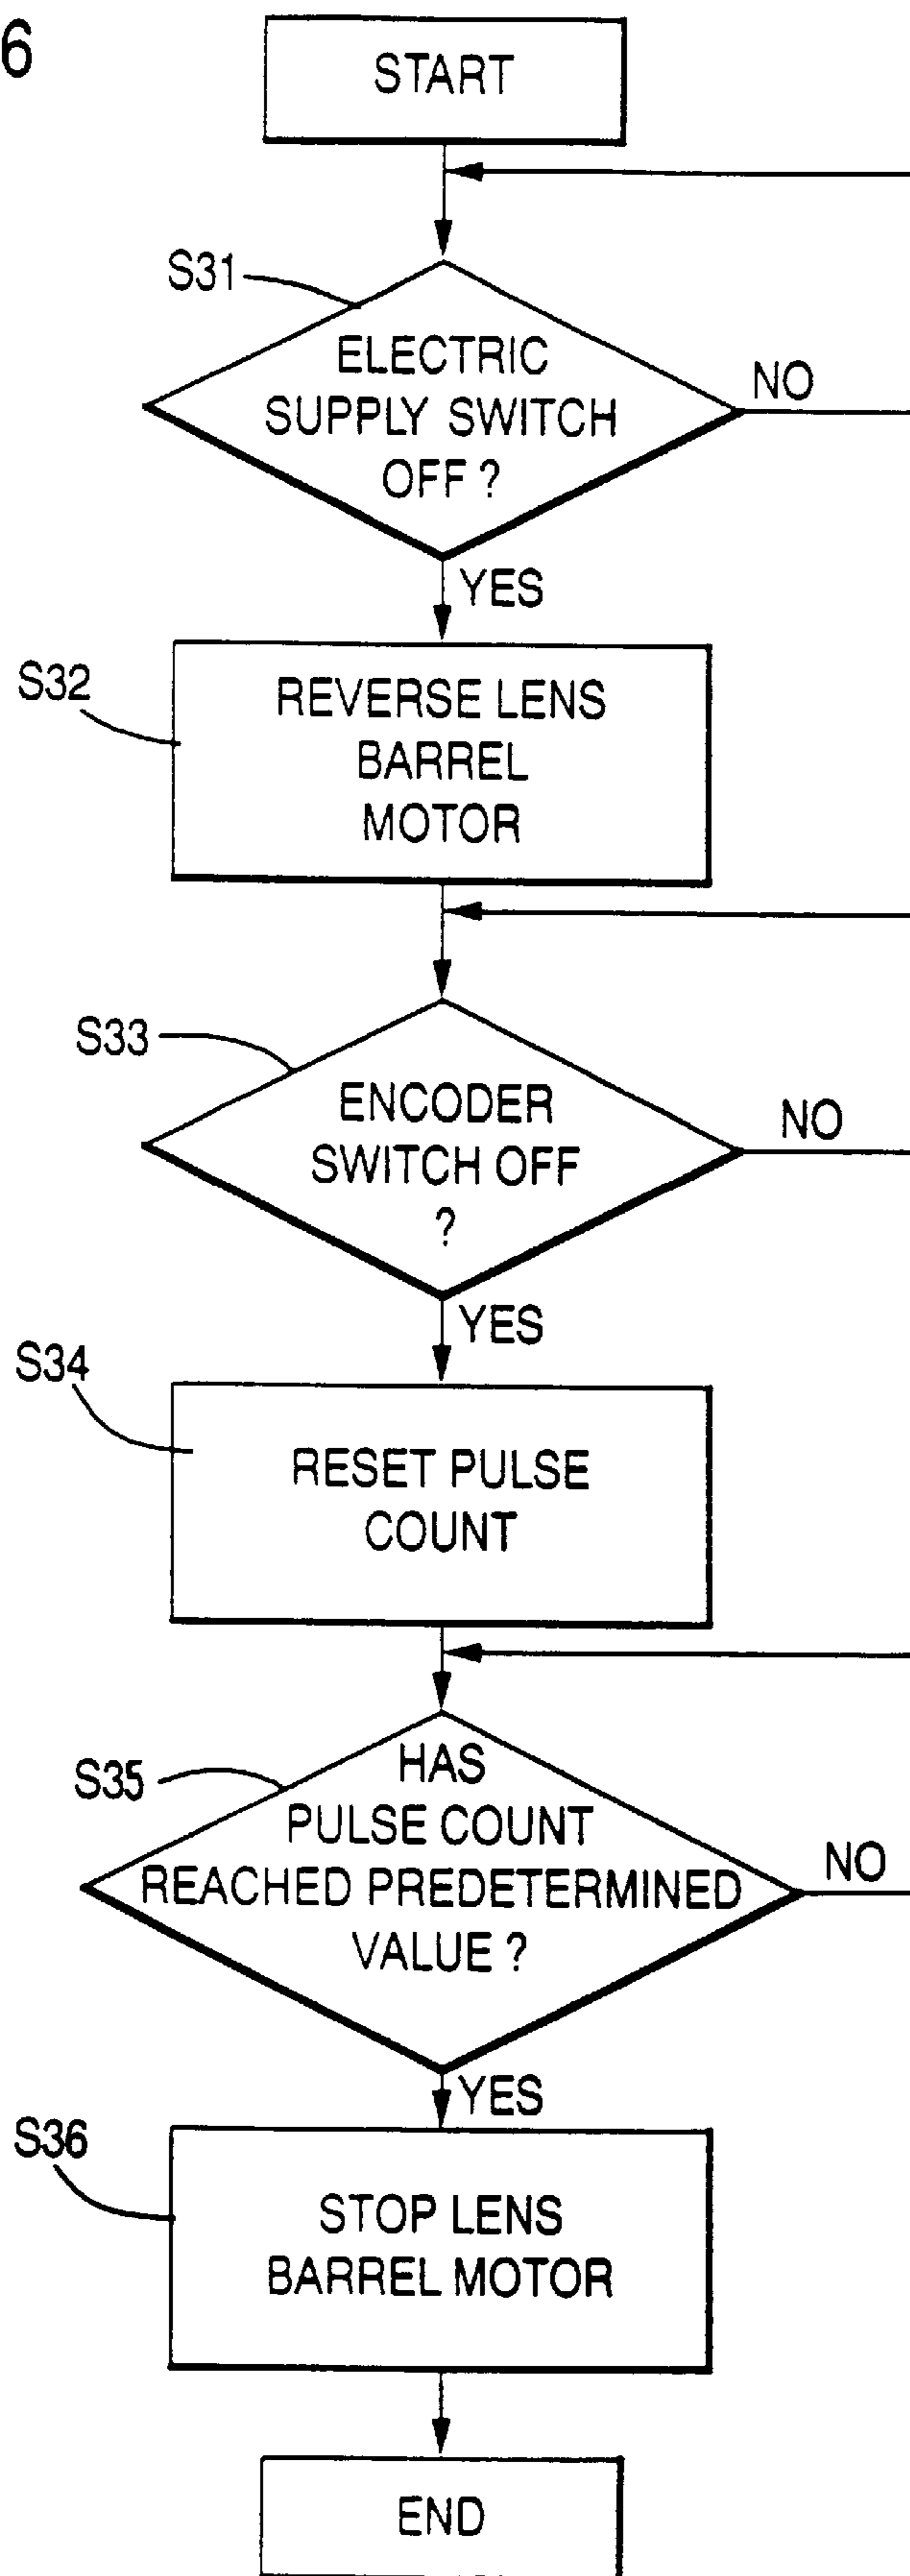 6
START
S31
ELECTRIC
SUPPLY SWITCH
OFF ?
NO
YES
S32
REVERSE LENS
BARREL
MOTOR
S33
ENCODER
SWITCH OFF
?
NO
YES
S34
RESET PULSE
COUNT
S35
HAS
PULSE COUNT
REACHED PREDETERMINED
VALUE ?
NO
YES
S36
STOP LENS
BARREL MOTOR
END